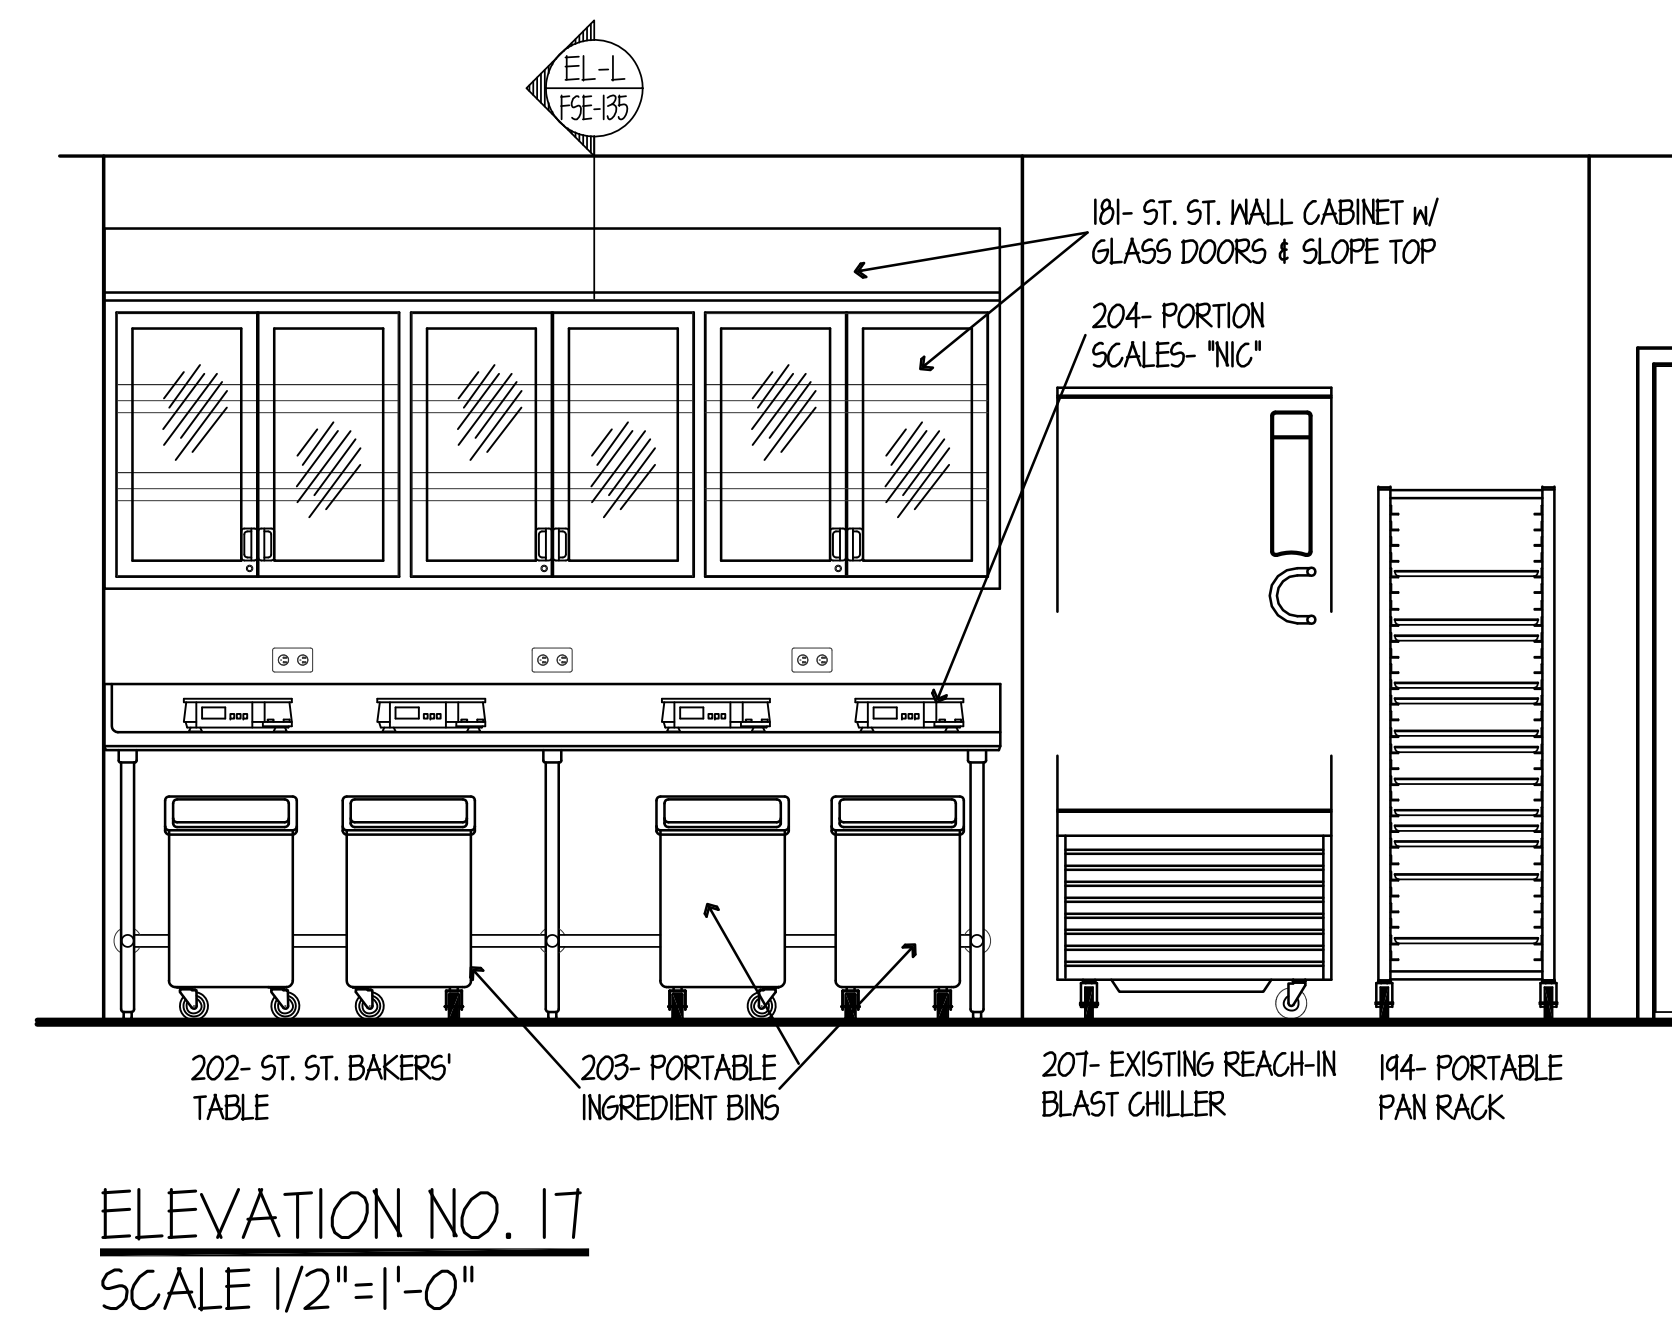 EL-L
FSE-135
181- ST. ST. WALL CABINET W/
GLASS DOORS & SLOPE TOP
204- PORTION
SCALES- "NIC"
202- ST. ST. BAKERS'
TABLE
203- PORTABLE
INGREDIENT BINS
207- EXISTING REACH-IN
BLAST CHILLER
194- PORTABLE
PAN RACK
ELEVATION NO. 17
SCALE 1/2"=1'-0"